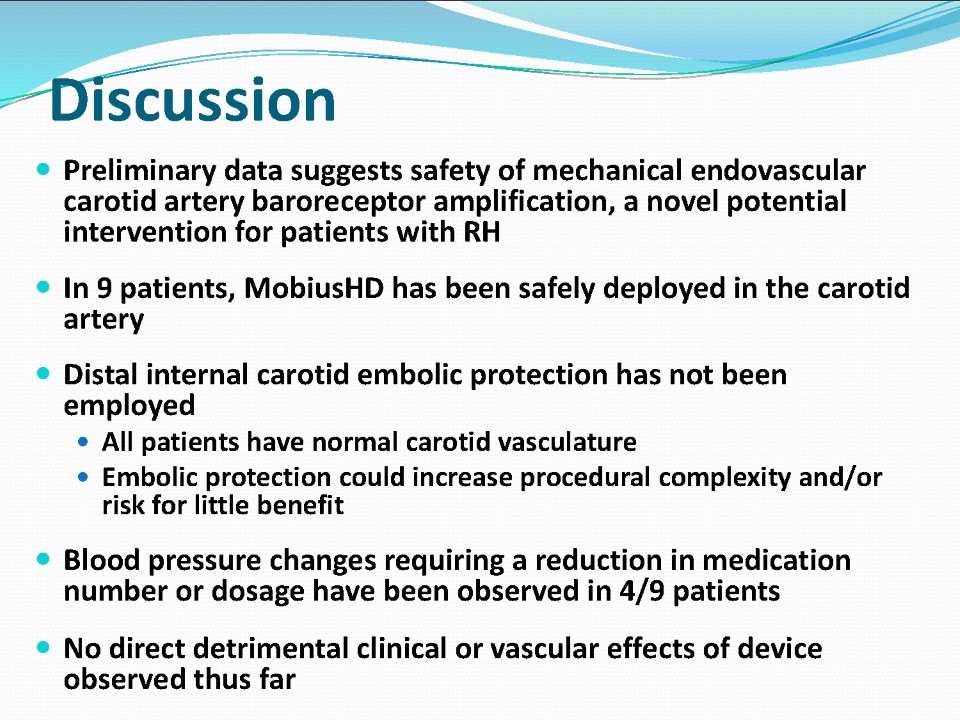 Discussion
• Preliminary data suggests safety of mechanical endovascular
carotid artery baroreceptor amplification, a novel potential
intervention for patients with RH
• In 9 patients, MobiusHD has been safely deployed in the carotid
artery
• Distal internal carotid embolic protection has not been
employed
• All patients have normal carotid vasculature
• Embolic protection could increase procedural complexity and/or
risk for little benefit
• Blood pressure changes requiring a reduction in medication
number or dosage have been observed in 4/9 patients
• No direct detrimental clinical or vascular effects of device
observed thus far